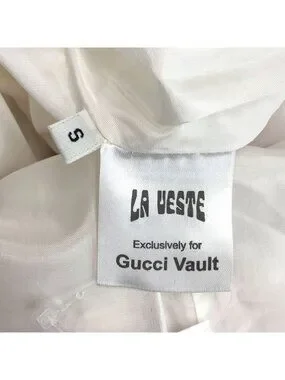 S
LA VESTE
Exclusively for
Gucci Vault